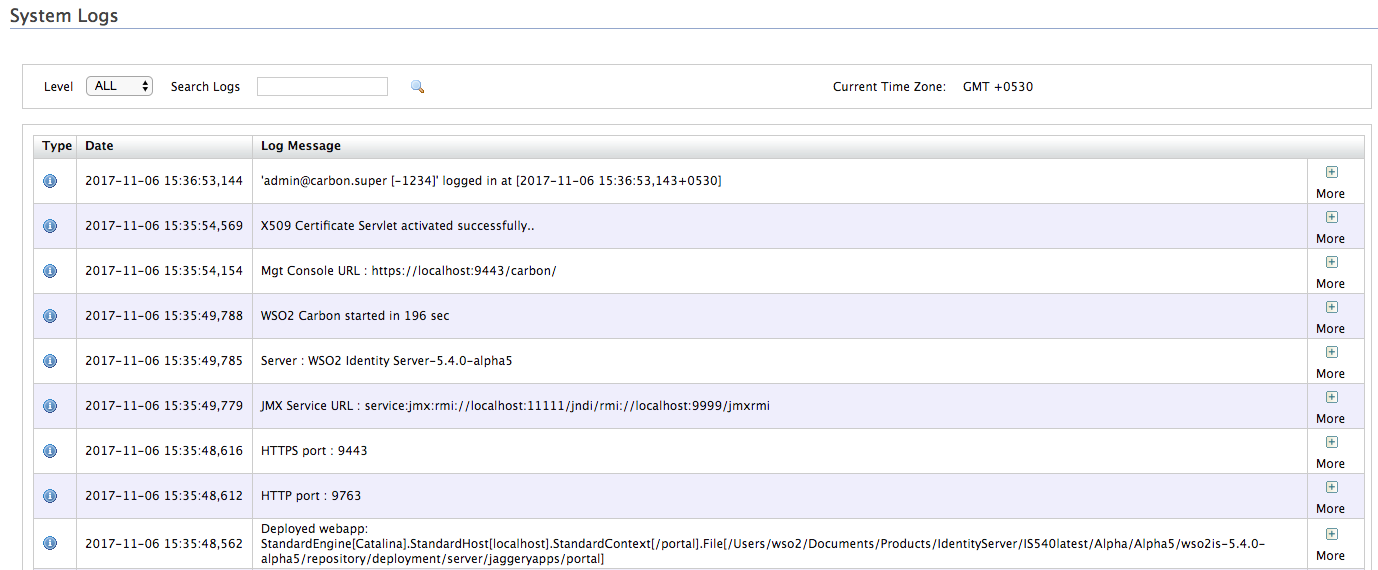 System Logs
Level ALL Search Logs Current Time Zone: GMT +0530
Type Date Log Message
2017-11-06 15:36:53,144 'admin@carbon.super [-1234]' logged in at [2017-11-06 15:36:53,143+0530]
More
2017-11-06 15:35:54,569 X509 Certificate Servlet activated successfully..
More
2017-11-06 15:35:54,154 Mgt Console URL : https://localhost:9443/carbon/
More
2017-11-06 15:35:49,788 WSO2 Carbon started in 196 sec
More
2017-11-06 15:35:49,785 Server : WSO2 Identity Server-5.4.0-alpha5
More
2017-11-06 15:35:49,779 JMX Service URL : service:jmx:rmi://localhost:11111/jndi/rmi://localhost:9999/jmxrmi
More
2017-11-06 15:35:48,616 HTTPS port : 9443
More
2017-11-06 15:35:48,612 HTTP port : 9763
More
Deployed webapp:
2017-11-06 15:35:48,562 StandardEngine[Catalina].StandardHost[localhost].StandardContext[/portal].File[/Users/wso2/Documents/Products/IdentityServer/IS540latest/Alpha/Alpha5/wso2is-5.4.0-
alpha5/repository/deployment/server/jaggeryapps/portal]
More